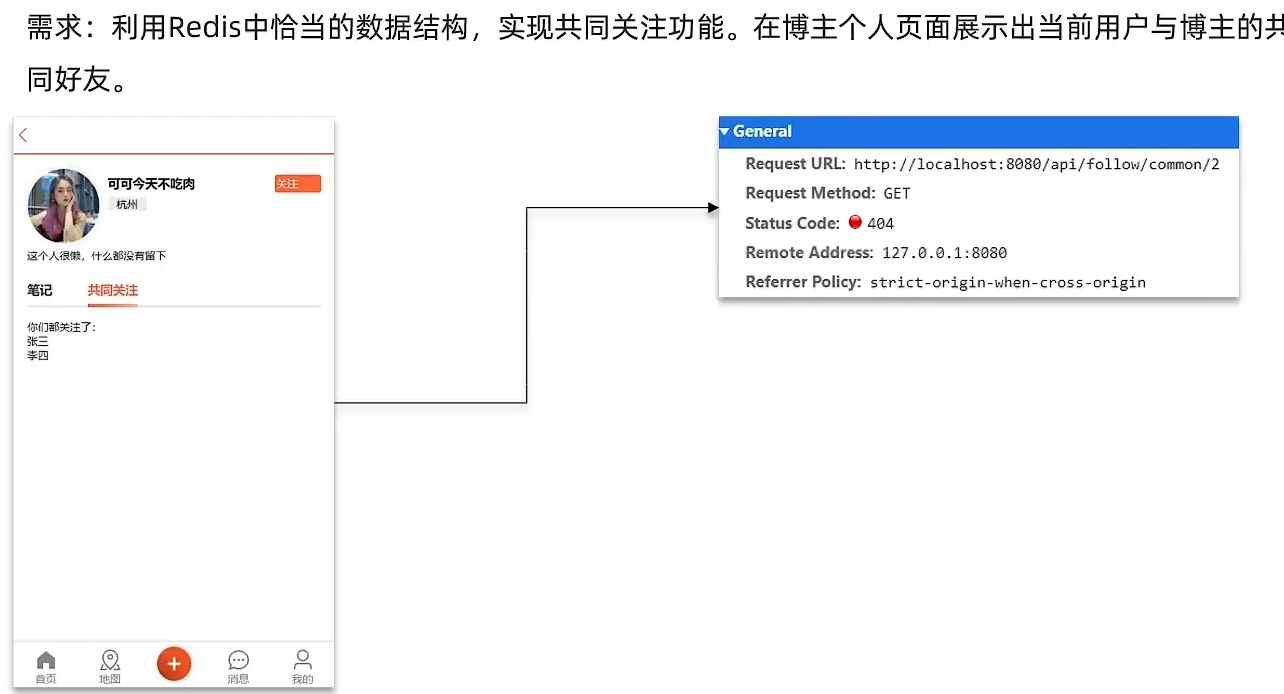 需求：利用Redis中恰当的数据结构，实现共同关注功能。在博主个人页面展示出当前用户与博主的共
同好友。
可可今天不吃肉
关注
杭州
这个人很懒，什么都没有留下
笔记 共同关注
你们都关注了：
张三
李四
首页 地图 消息 我的
General
Request URL: http://localhost:8080/api/follow/common/2
Request Method: GET
Status Code: 404
Remote Address: 127.0.0.1:8080
Referrer Policy: strict-origin-when-cross-origin